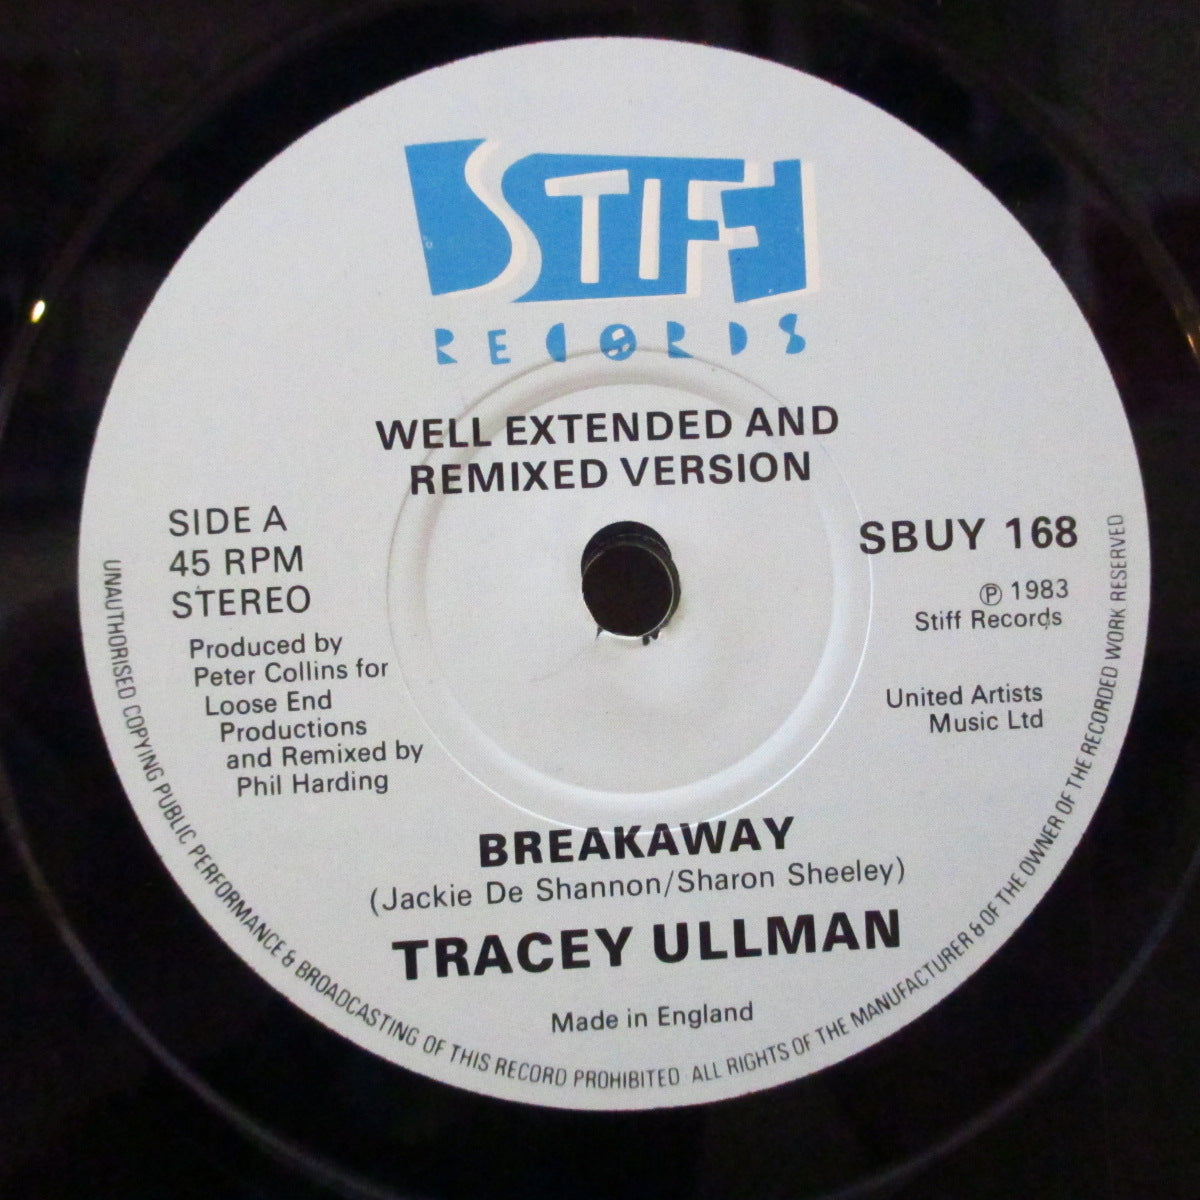 STIFF
RECORDS
WELL EXTENDED AND
REMIXED VERSION
SIDE A
45 RPM
STEREO
SBUY 168
℗ 1983
Stiff Records
Produced by
Peter Collins for
Loose End
Productions
and Remixed by
Phil Harding
United Artists
Music Ltd
BREAKAWAY
(Jackie De Shannon/Sharon Sheeley)
TRACEY ULLMAN
Made in England
UNAUTHORISED COPYING PUBLIC PERFORMANCE & BROADCASTING OF THIS RECORD PROHIBITED ALL RIGHTS OF THE MANUFACTURER & OF THE OWNER OF THE RECORDED WORK RESERVED